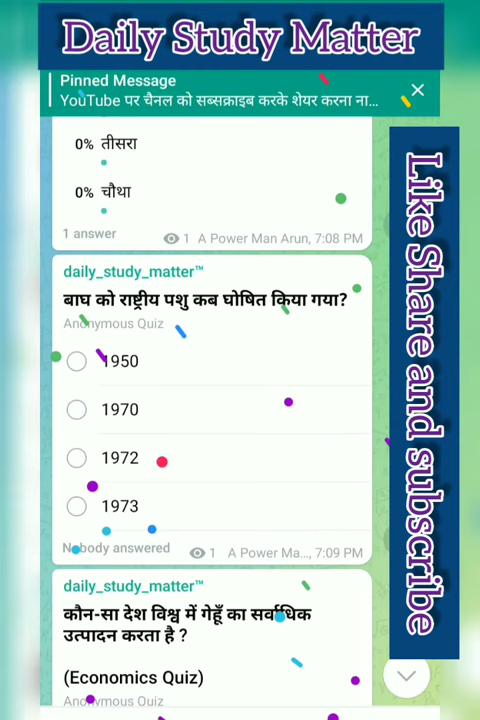 Daily Study Matter
Pinned Message
YouTube पर चैनल को सब्सक्राइब करके शेयर करना ना...
0% तीसरा
0% चौथा
1 answer
1 A Power Man Arun, 7:08 PM
daily_study_matter™
बाघ को राष्ट्रीय पशु कब घोषित किया गया?
Anonymous Quiz
1950
1970
1972
1973
Nobody answered
1 A Power Ma..., 7:09 PM
daily_study_matter™
कौन-सा देश विश्व में गेहूँ का सर्वाधिक
उत्पादन करता है ?
(Economics Quiz)
Anonymous Quiz
Like Share and subscribe